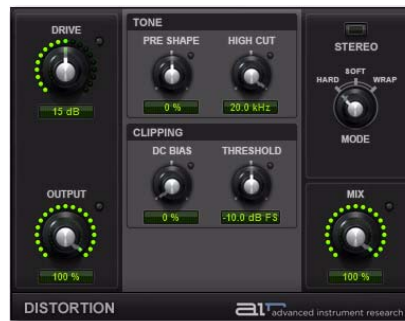 DRIVE
15 dB
OUTPUT
100 %
TONE
PRE SHAPE
HIGH CUT
0 %
20.0 kHz
CLIPPING
DC BIAS
THRESHOLD
0 %
-10.0 dB FS
STEREO
SOFT
HARD
WRAP
MODE
MIX
100 %
DISTORTION
air advanced instrument research